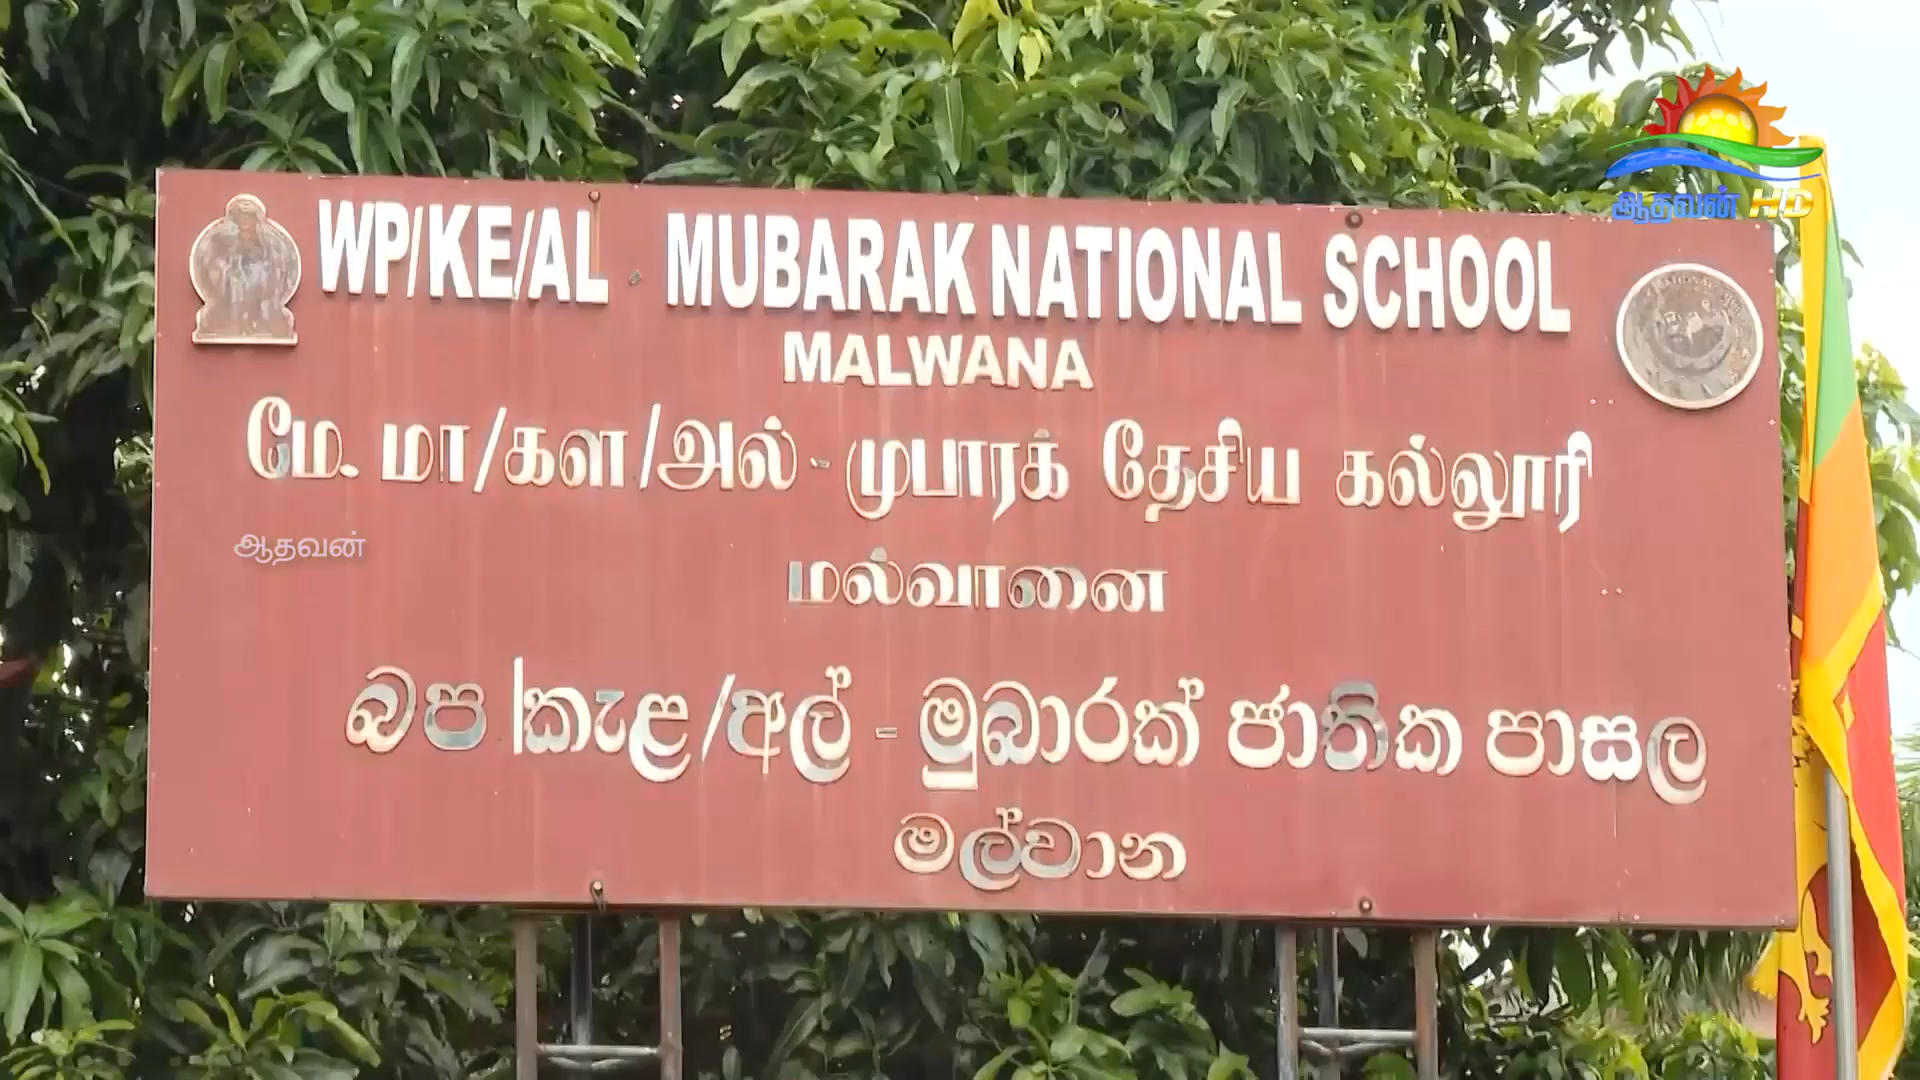 ஆதவன் HD
WP/KE/AL - MUBARAK NATIONAL SCHOOL
MALWANA
மே. மா/கள/அல் - முபாரக் தேசிய கல்லூரி
ஆதவன்
மல்வானை
බප/කැළ/අල් - මුබාරක් ජාතික පාසල
මල්වාන